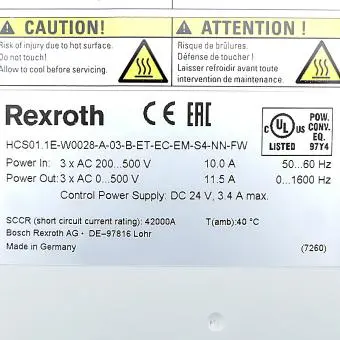 CAUTION!
ATTENTION !
Risk of injury due to hot surface.
Do not touch!
Allow to cool before servicing.
Risque de brûlures.
Défense de toucher !
Laisser refroidir avant toute
intervention de maintenance.
Rexroth CE EAC
c UL US LISTED
POW.
CONV.
EQ.
97Y4
HCS01.1E-W0028-A-03-B-ET-EC-EM-S4-NN-FW
Power In: 3 x AC 200...500 V 10.0 A 50...60 Hz
Power Out: 3 x AC 0...500 V 11.5 A 0...1600 Hz
Control Power Supply: DC 24 V, 3.4 A max.
SCCR (short circuit current rating): 42000A T(amb):40 °C
Bosch Rexroth AG · DE–97816 Lohr
Made in Germany (7260)